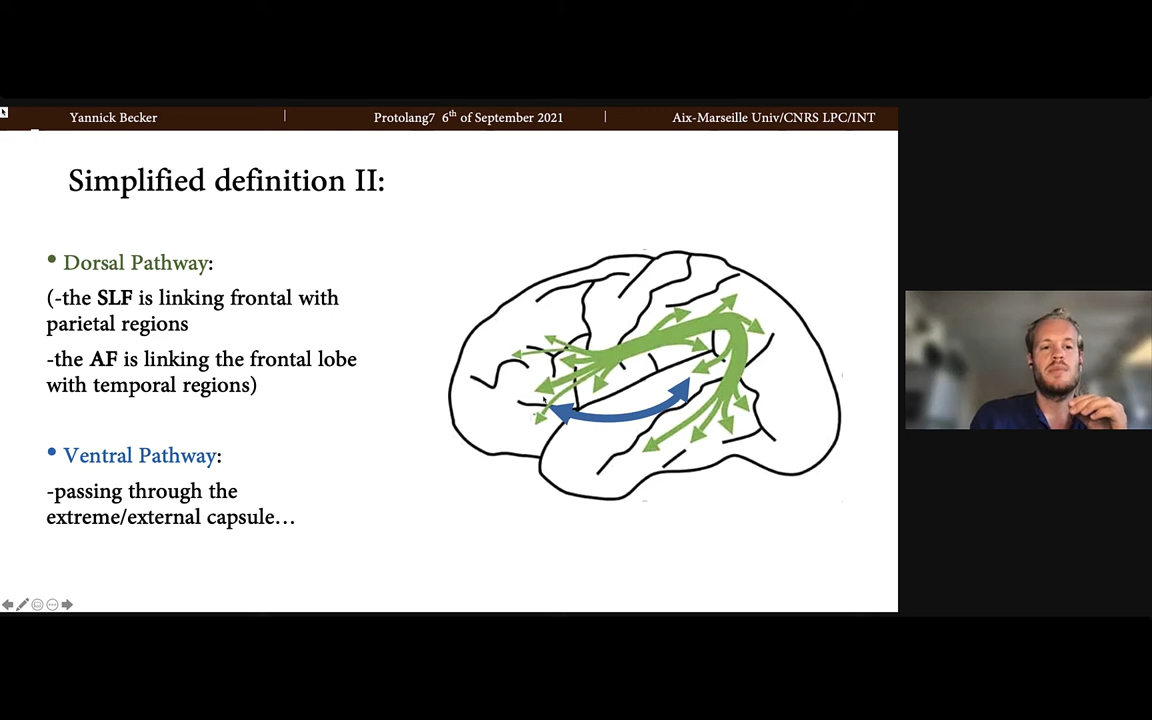 Yannick Becker
Protolang7 6th of September 2021
Aix-Marseille Univ/CNRS LPC/INT
Simplified definition II:
• Dorsal Pathway:
(-the SLF is linking frontal with
parietal regions
-the AF is linking the frontal lobe
with temporal regions)
• Ventral Pathway:
-passing through the
extreme/external capsule…